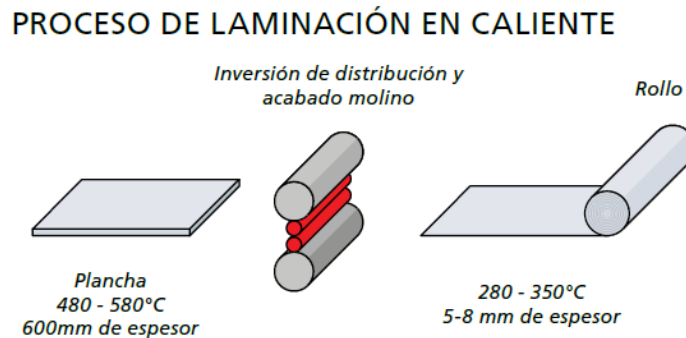 PROCESO DE LAMINACIÓN EN CALIENTE
Inversión de distribución y
acabado molino
Rollo
Plancha
480 - 580°C
600mm de espesor
280 - 350°C
5-8 mm de espesor